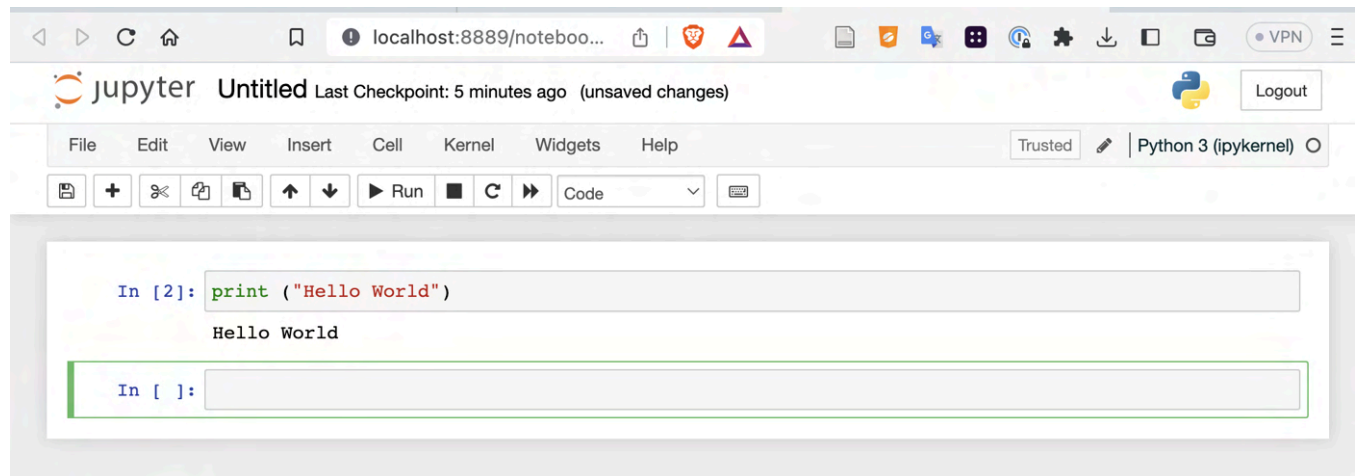 localhost:8889/noteboo...
VPN
jupyter Untitled Last Checkpoint: 5 minutes ago (unsaved changes)
Logout
File Edit View Insert Cell Kernel Widgets Help
Trusted Python 3 (ipykernel)
Run Code
In [2]: print ("Hello World")
Hello World
In [ ]: